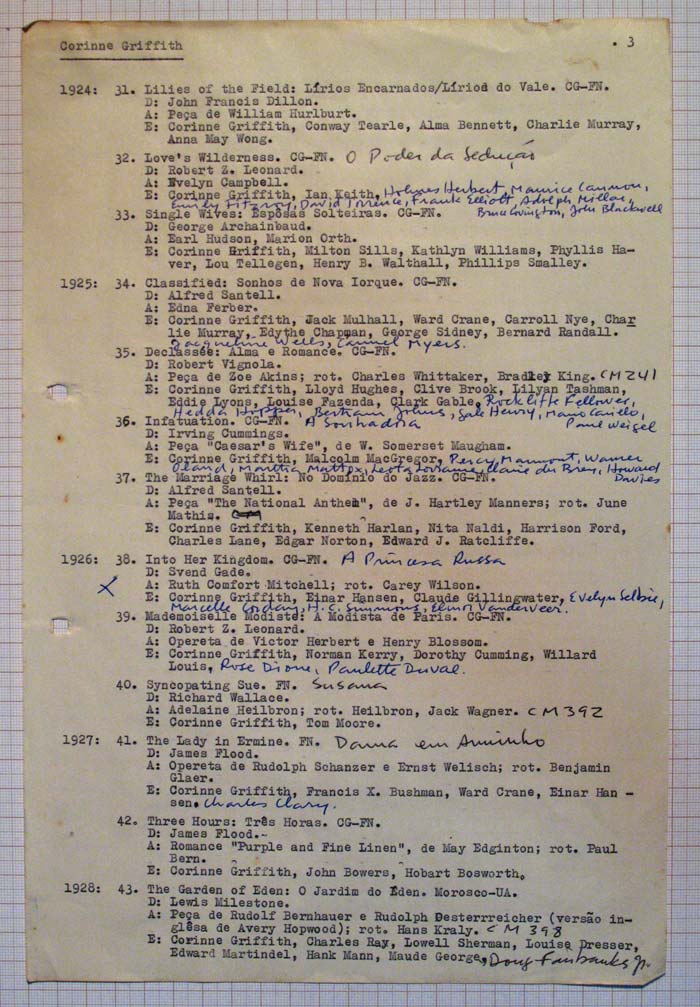 Corinne Griffith
. 3
1924: 31. Lilies of the Field: Lírios Encarnados/Líriod do Vale. CG-FN.
D: John Francis Dillon.
A: Peça de William Hurlburt.
E: Corinne Griffith, Conway Tearle, Alma Bennett, Charlie Murray,
Anna May Wong.
32. Love's Wilderness. CG-FN. O Poder da Sedução
D: Robert Z. Leonard.
A: Evelyn Campbell.
E: Corinne Griffith, Ian Keith, Holmes Herbert, Maurice Cannon,
Emily Fitzroy, David Torrence, Frank Elliott, Adolph Millar,
Bruce Covington, John Blackwell
33. Single Wives: Espôsas Solteiras. CG-FN.
D: George Archainbaud.
A: Earl Hudson, Marion Orth.
E: Corinne Griffith, Milton Sills, Kathlyn Williams, Phyllis Ha-
ver, Lou Tellegen, Henry B. Walthall, Phillips Smalley.
1925: 34. Classified: Sonhos de Nova Iorque. CG-FN.
D: Alfred Santell.
A: Edna Ferber.
E: Corinne Griffith, Jack Mulhall, Ward Crane, Carroll Nye, Char
lie Murray, Edythe Chapman, George Sidney, Bernard Randall.
Jacqueline Wells, Carmel Myers.
35. Declassée: Alma e Romance. CG-FN.
D: Robert Vignola.
A: Peça de Zoe Akins; rot. Charles Whittaker, Bradley King. CM241
E: Corinne Griffith, Lloyd Hughes, Clive Brook, Lilyan Tashman,
Eddie Lyons, Louise Fazenda, Clark Gable, Rockliffe Fellowes,
Hedda Hopper, Bertram Johns, Gale Henry, Mario Carillo,
Paul Weigel
36. Infatuation. CG-FN. A Sonhadora
D: Irving Cummings.
A: Peça "Caesar's Wife", de W. Somerset Maugham.
E: Corinne Griffith, Malcolm MacGregor, Percy Marmont, Warner
Oland, Martha Mattox, Leota Lorraine, Claire du Brey, Howard
Davies
37. The Marriage Whirl: No Domínio do Jazz. CG-FN.
D: Alfred Santell.
A: Peça "The National Anthem", de J. Hartley Manners; rot. June
Mathis.
E: Corinne Griffith, Kenneth Harlan, Nita Naldi, Harrison Ford,
Charles Lane, Edgar Norton, Edward J. Ratcliffe.
1926: 38. Into Her Kingdom. CG-FN. A Princesa Russa
D: Svend Gade.
X A: Ruth Comfort Mitchell; rot. Carey Wilson.
E: Corinne Griffith, Einar Hansen, Claude Gillingwater, Evelyn Selbie,
Marcelle Corday, H.C. Simmons, Elinor Vanderveer.
39. Mademoiselle Modiste: A Modista de Paris. CG-FN.
D: Robert Z. Leonard.
A: Opereta de Victor Herbert e Henry Blossom.
E: Corinne Griffith, Norman Kerry, Dorothy Cumming, Willard
Louis, Rose Dione, Paulette Duval.
40. Syncopating Sue. FN. Susana
D: Richard Wallace.
A: Adelaine Heilbron; rot. Heilbron, Jack Wagner. CM392
E: Corinne Griffith, Tom Moore.
1927: 41. The Lady in Ermine. FN. Dama em Arminho
D: James Flood.
A: Opereta de Rudolph Schanzer e Ernst Welisch; rot. Benjamin
Glaer.
E: Corinne Griffith, Francis X. Bushman, Ward Crane, Einar Han -
sen. Charles Clary.
42. Three Hours: Três Horas. CG-FN.
D: James Flood.-
A: Romance "Purple and Fine Linen", de May Edginton; rot. Paul
Bern.
E: Corinne Griffith, John Bowers, Hobart Bosworth.
1928: 43. The Garden of Eden: O Jardim do Éden. Morosco-UA.
D: Lewis Milestone.
A: Peça de Rudolf Bernhauer e Rudolph Oesterrreicher (versão in-
glêsa de Avery Hopwood); rot. Hans Kraly. CM 398
E: Corinne Griffith, Charles Ray, Lowell Sherman, Louise Dresser,
Edward Martindel, Hank Mann, Maude George, Doug Fairbanks Jr.